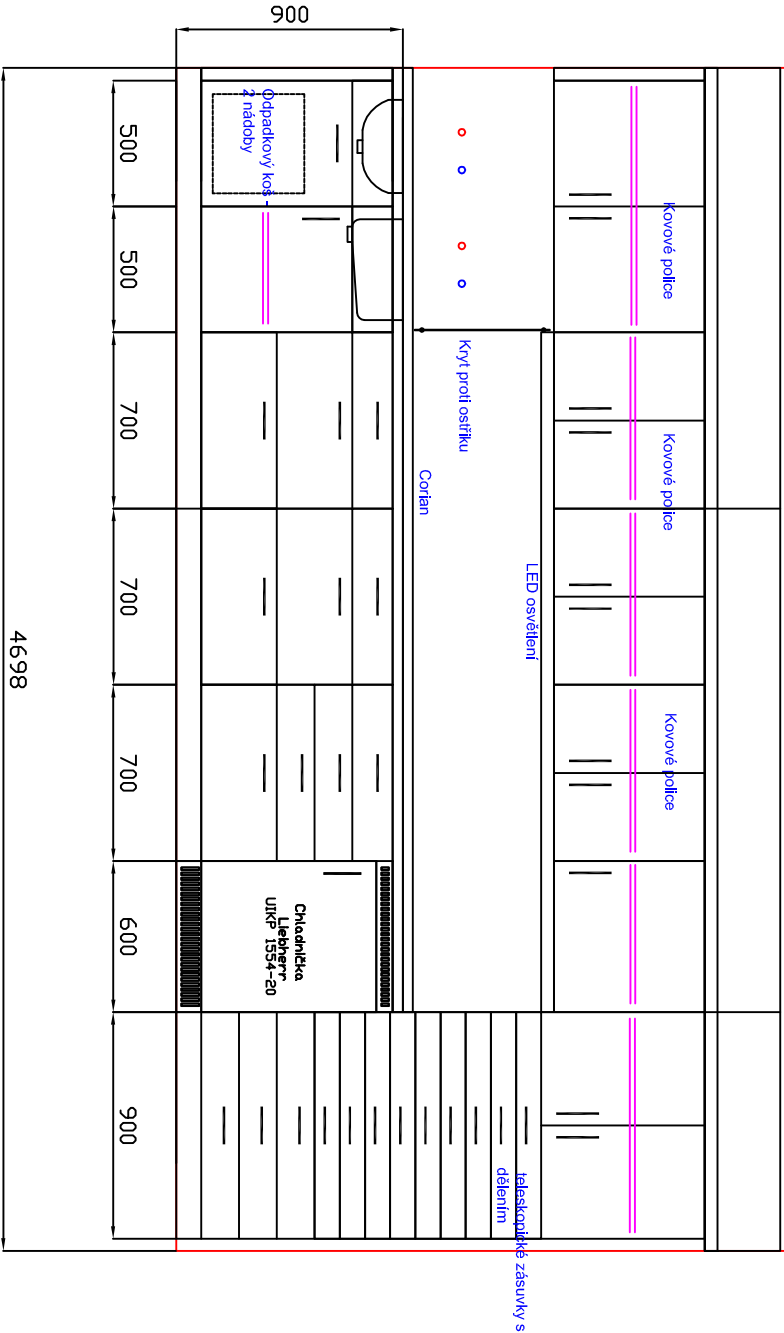 Kovové police
Kovové police
Kovové police
LED osvětlení
Kryt proti ostřiku
Corian
Odpadkový koš -
2 nádoby
teleskopické zásuvky s
dělením
Chladnička
Liebherr
UIKP 1554-20
900
500
500
700
700
700
600
900
4698